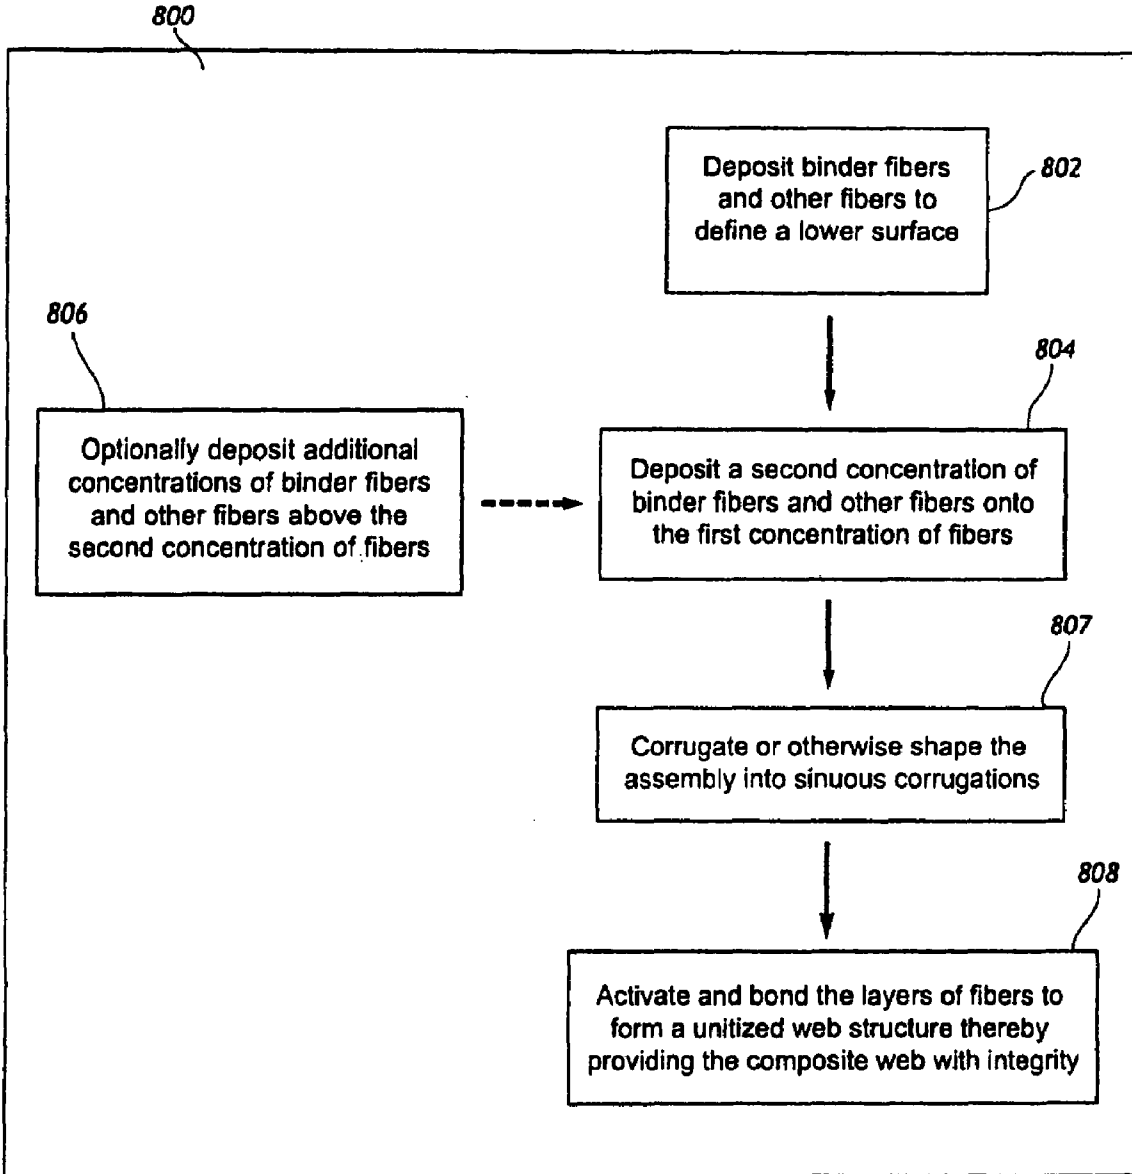 800
Deposit binder fibers
and other fibers to
define a lower surface
802
806
804
Optionally deposit additional
concentrations of binder fibers
and other fibers above the
second concentration of fibers
Deposit a second concentration of
binder fibers and other fibers onto
the first concentration of fibers
807
Corrugate or otherwise shape the
assembly into sinuous corrugations
808
Activate and bond the layers of fibers to
form a unitized web structure thereby
providing the composite web with integrity